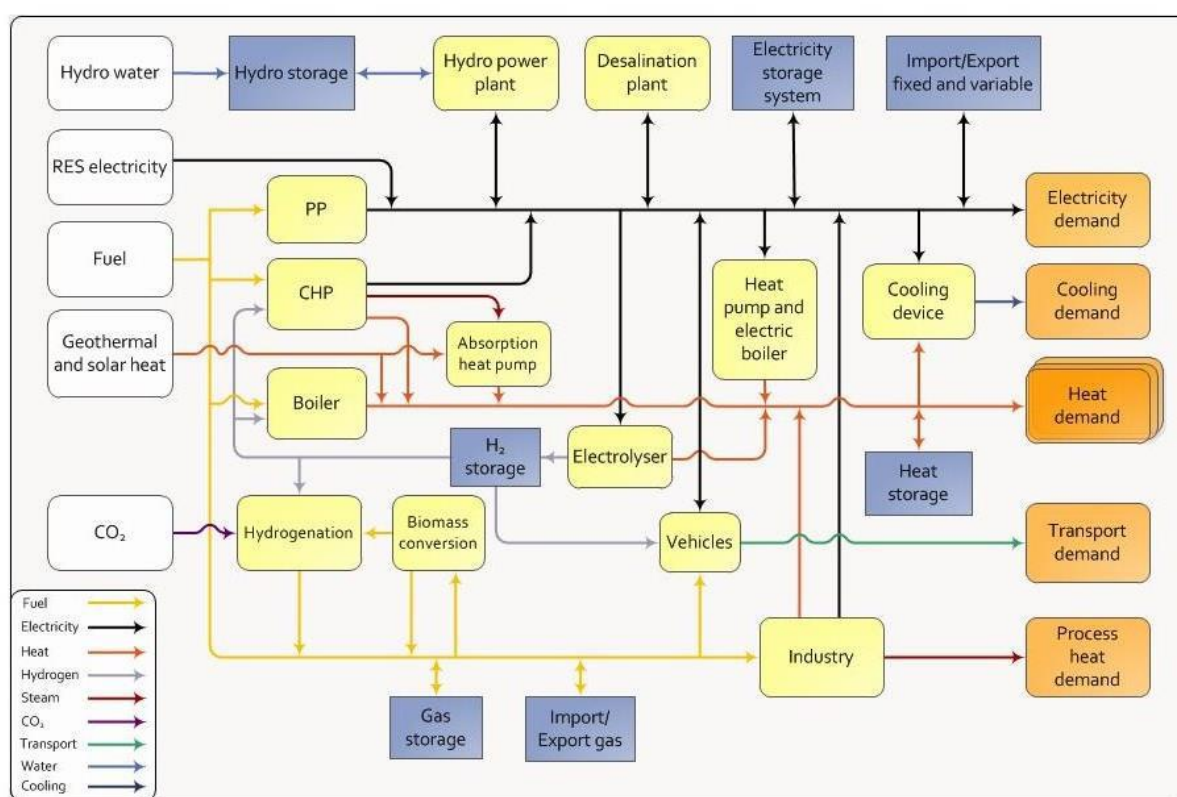 Hydro water
Hydro storage
Hydro power
plant
Desalination
plant
Electricity
storage
system
Import/Export
fixed and variable
RES electricity
PP
Electricity
demand
Fuel
CHP
Heat
pump and
electric
boiler
Cooling
device
Cooling
demand
Geothermal
and solar heat
Absorption
heat pump
Boiler
Heat
demand
H₂
storage
Electrolyser
Heat
storage
CO₂
Hydrogenation
Biomass
conversion
Vehicles
Transport
demand
Industry
Process
heat
demand
Gas
storage
Import/
Export gas
Fuel
Electricity
Heat
Hydrogen
Steam
CO₂
Transport
Water
Cooling